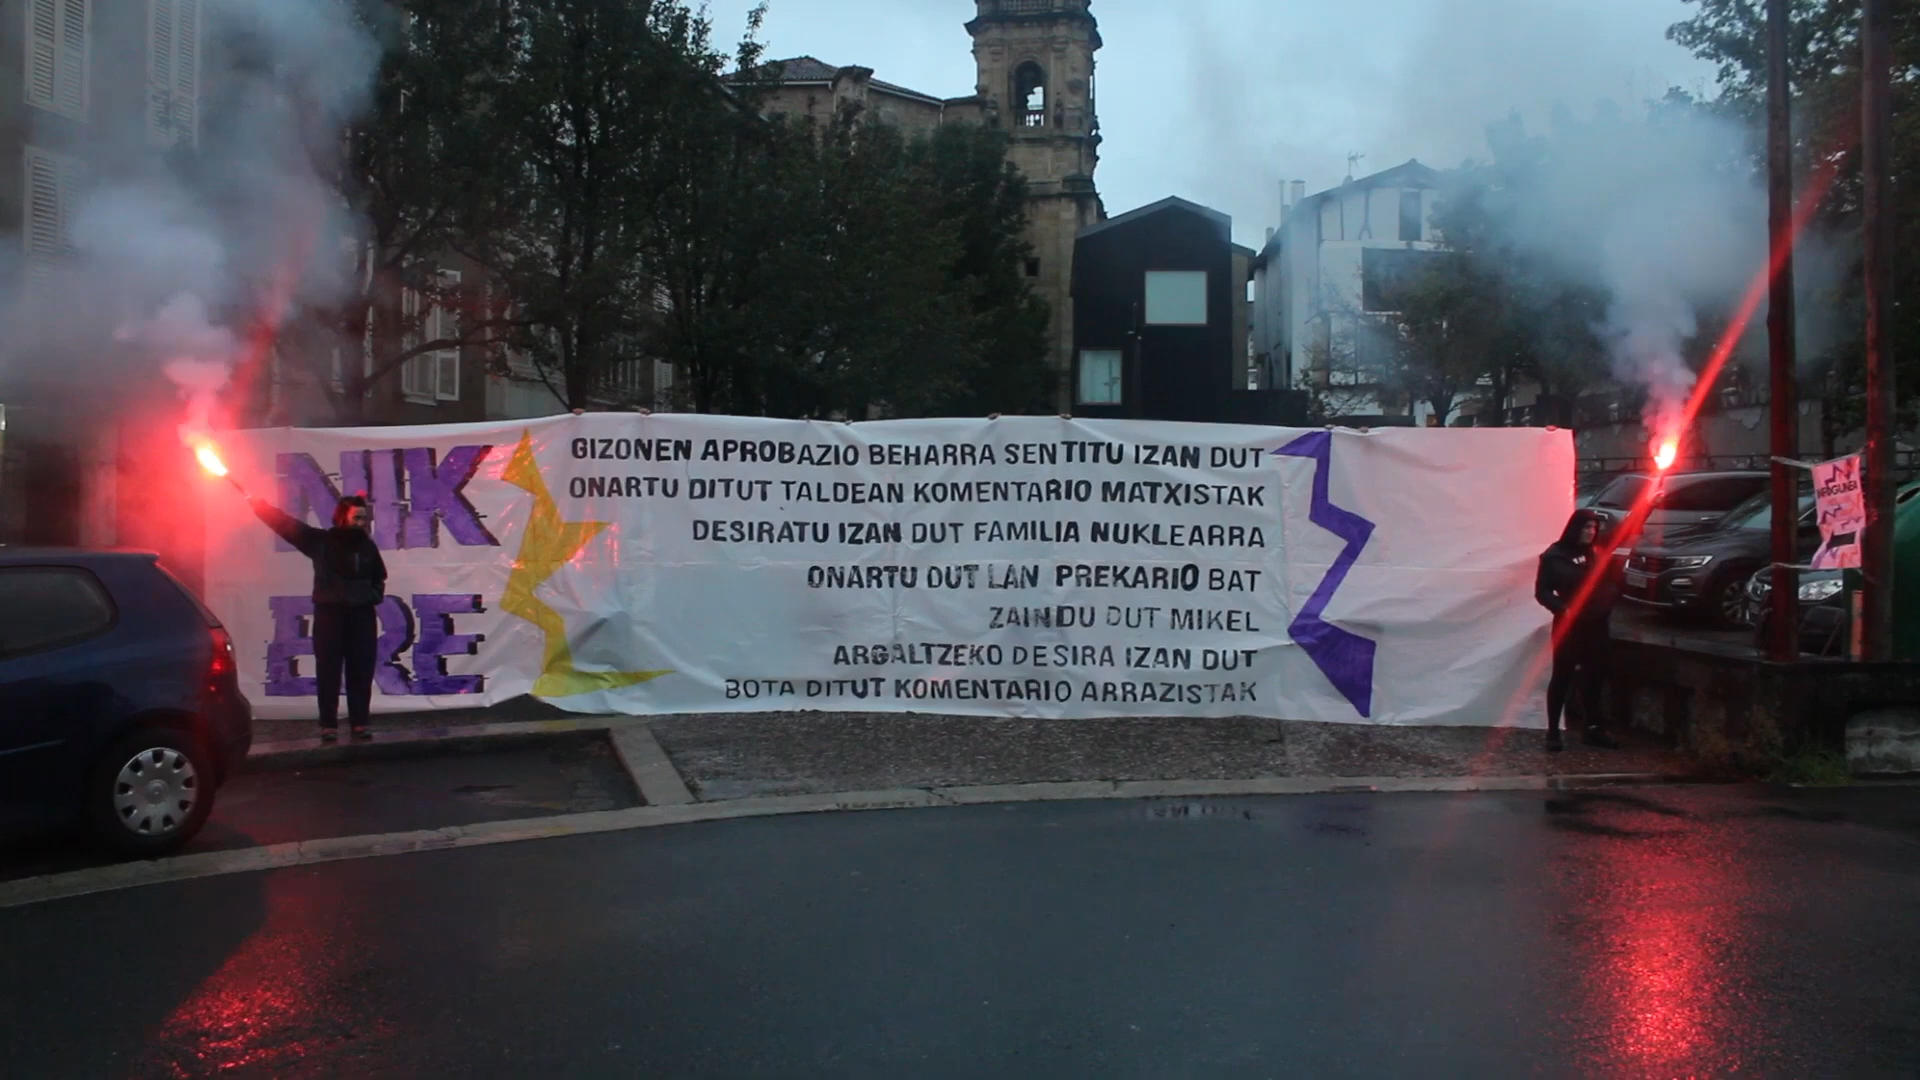 NIK
ERE
GIZONEN APROBAZIO BEHARRA SENTITU IZAN DUT
ONARTU DITUT TALDEAN KOMENTARIO MATXISTAK
DESIRATU IZAN DUT FAMILIA NUKLEARRA
ONARTU DUT LAN PREKARIO BAT
ZAINDU DUT MIKEL
ARGALTZEKO DESIRA IZAN DUT
BOTA DITUT KOMENTARIO ARRAZISTAK